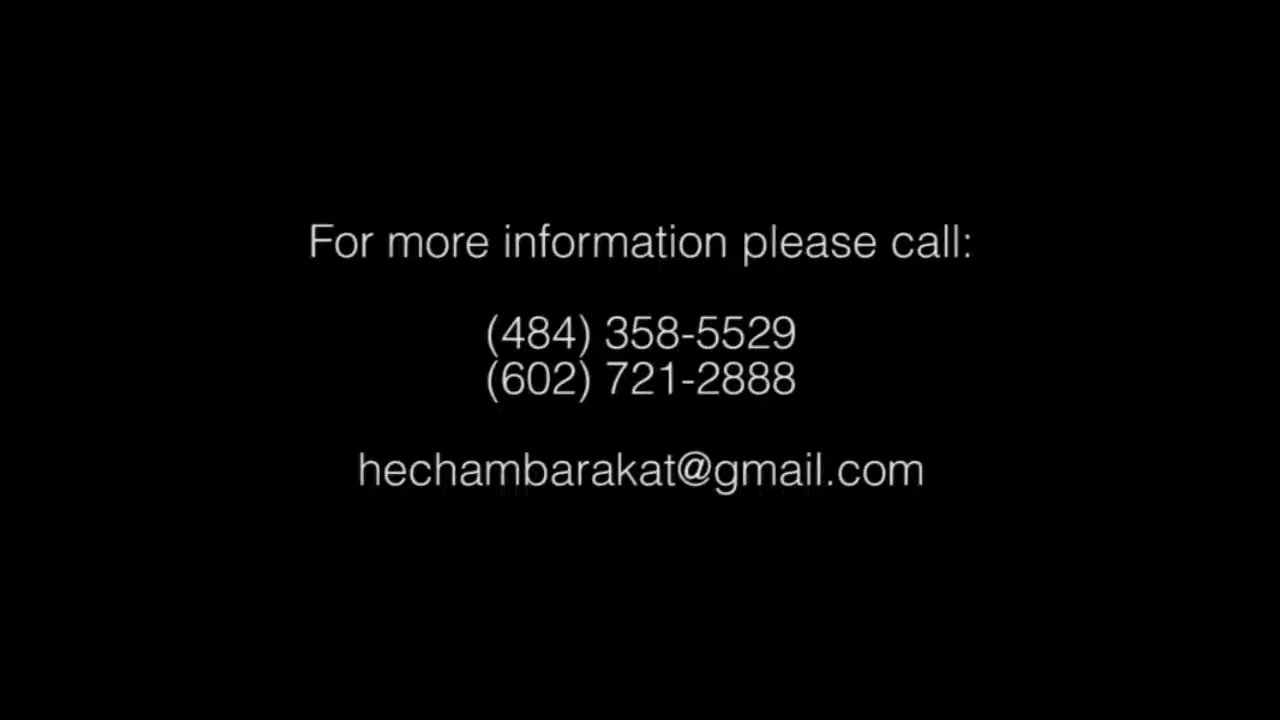 For more information please call:
(484) 358-5529
(602) 721-2888
hechambarakat@gmail.com